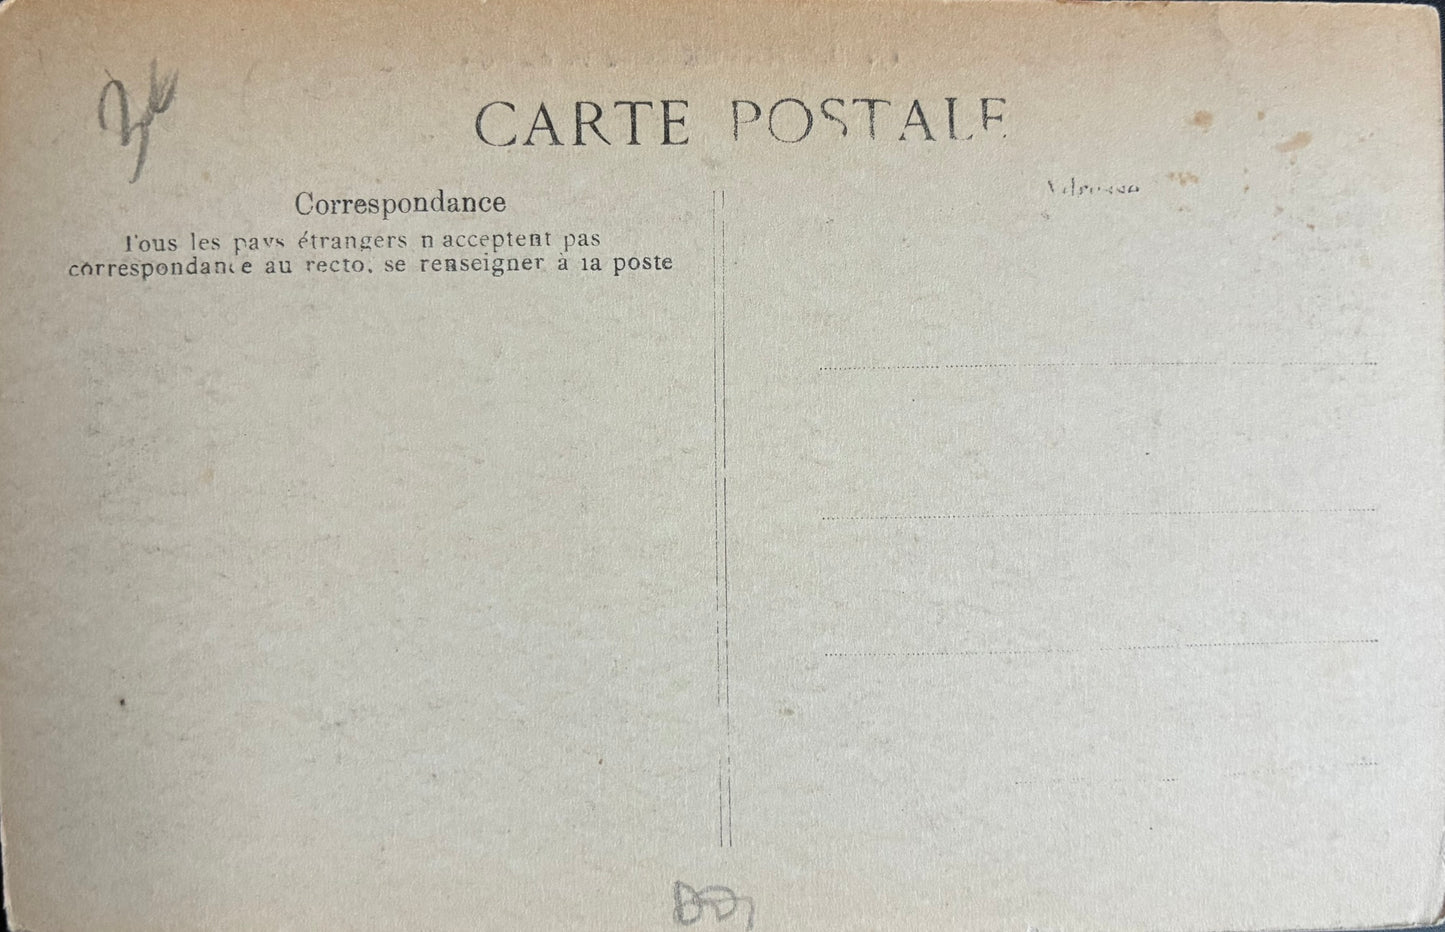 CARTE POSTALE
Correspondance
Adresse
Tous les pays étrangers n'acceptent pas
correspondance au recto, se renseigner à la poste